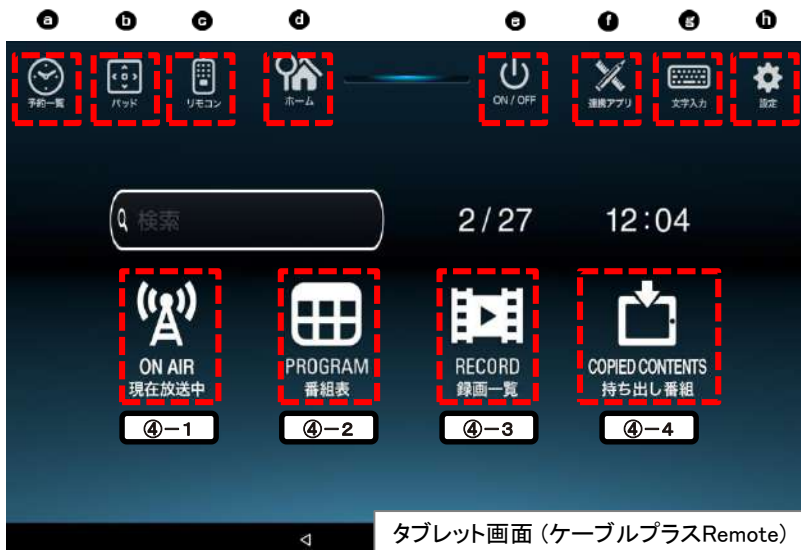 ⓐ ⓑ ⓒ ⓓ ⓔ ⓕ ⓖ ⓗ
予約一覧 パッド リモコン ホーム ON / OFF 連携アプリ 文字入力 設定
検索 2/27 12:04
ON AIR PROGRAM RECORD COPIED CONTENTS
現在放送中 番組表 録画一覧 持ち出し番組
④-1 ④-2 ④-3 ④-4
タブレット画面 (ケーブルプラスRemote)